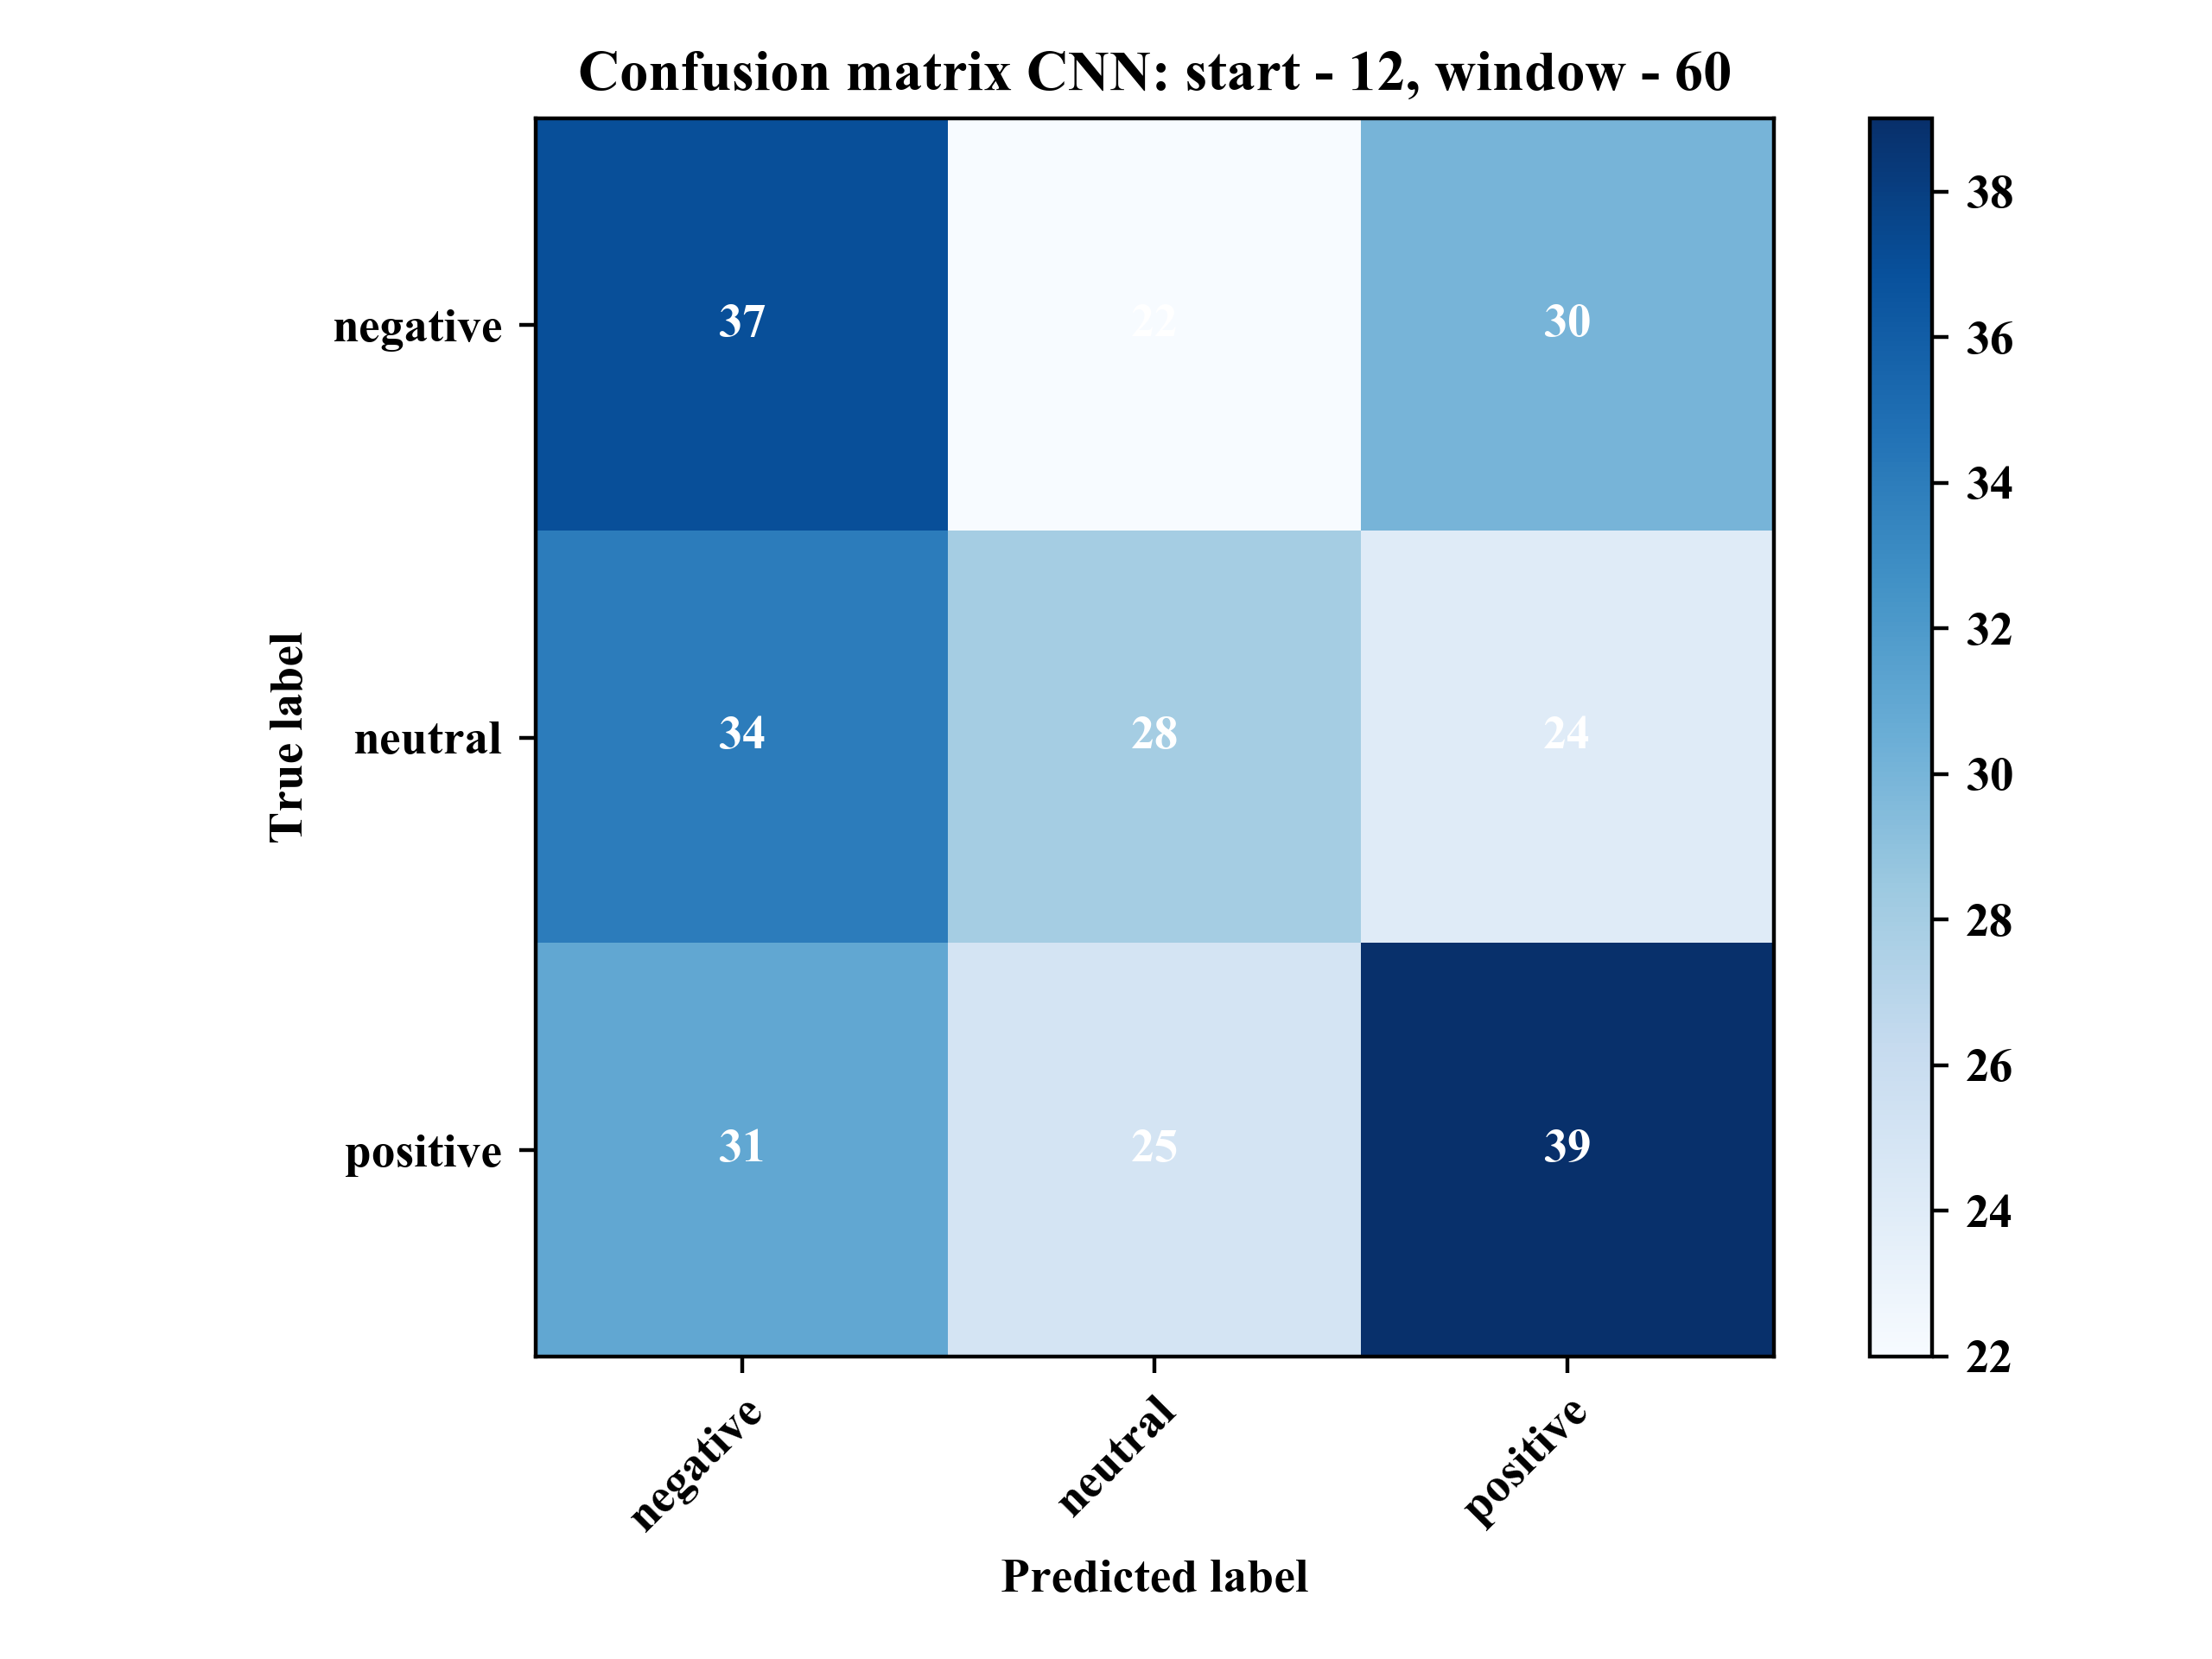 Confusion matrix CNN: start - 12, window - 60
38
negative
37
22
30
36
34
True label
neutral
34
28
24
32
30
28
positive
31
25
39
26
24
22
negative
neutral
positive
Predicted label